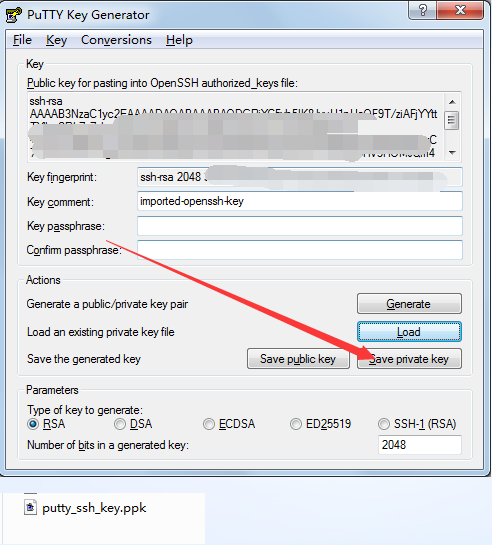 PuTTY Key Generator
?
File Key Conversions Help
Key
Public key for pasting into OpenSSH authorized_keys file:
ssh-rsa
Key fingerprint: ssh-rsa 2048
Key comment: imported-openssh-key
Key passphrase:
Confirm passphrase:
Actions
Generate a public/private key pair Generate
Load an existing private key file Load
Save the generated key Save public key Save private key
Parameters
Type of key to generate:
RSA DSA ECDSA ED25519 SSH-1 (RSA)
Number of bits in a generated key: 2048
putty_ssh_key.ppk